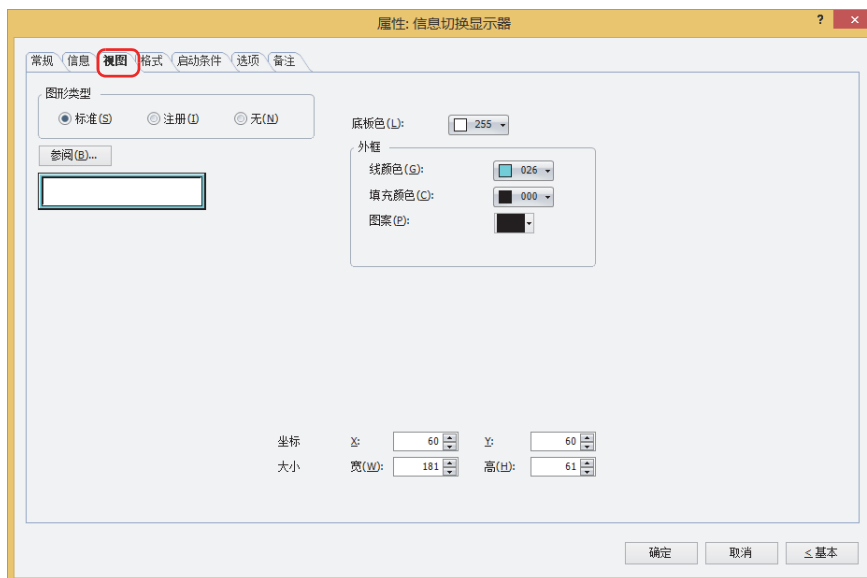 属性: 信息切换显示器
? ×
常规 信息 视图 格式 启动条件 选项 备注
图形类型
标准(S) 注册(I) 无(N)
参阅(B)...
底板色(L): 255
外框
线颜色(G): 026
填充颜色(C): 000
图案(P):
坐标 X: 60 Y: 60
大小 宽(W): 181 高(H): 61
确定 取消 ≤基本